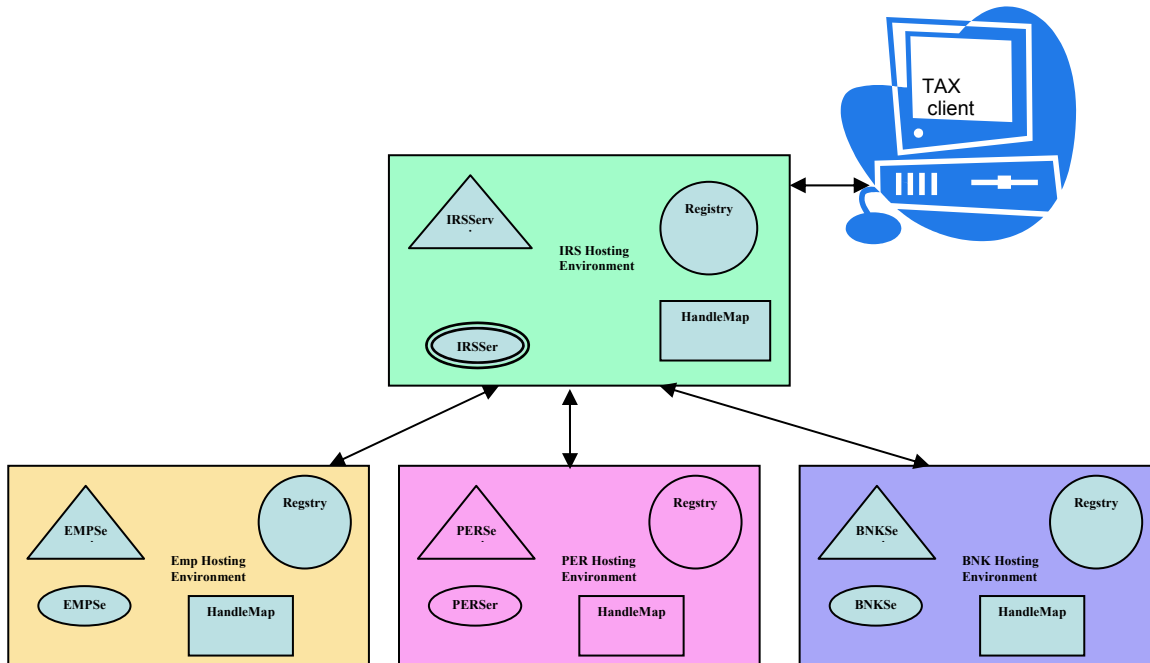 TAX
client
IRSServ
.
Registry
IRS Hosting
Environment
HandleMap
IRSSer
EMPSe
.
Regstry
Emp Hosting
Environment
EMPSe
HandleMap
PERSe
.
Regstry
PER Hosting
Environment
PERSer
HandleMap
BNKSe
.
Regstry
BNK Hosting
Environment
BNKSe
HandleMap